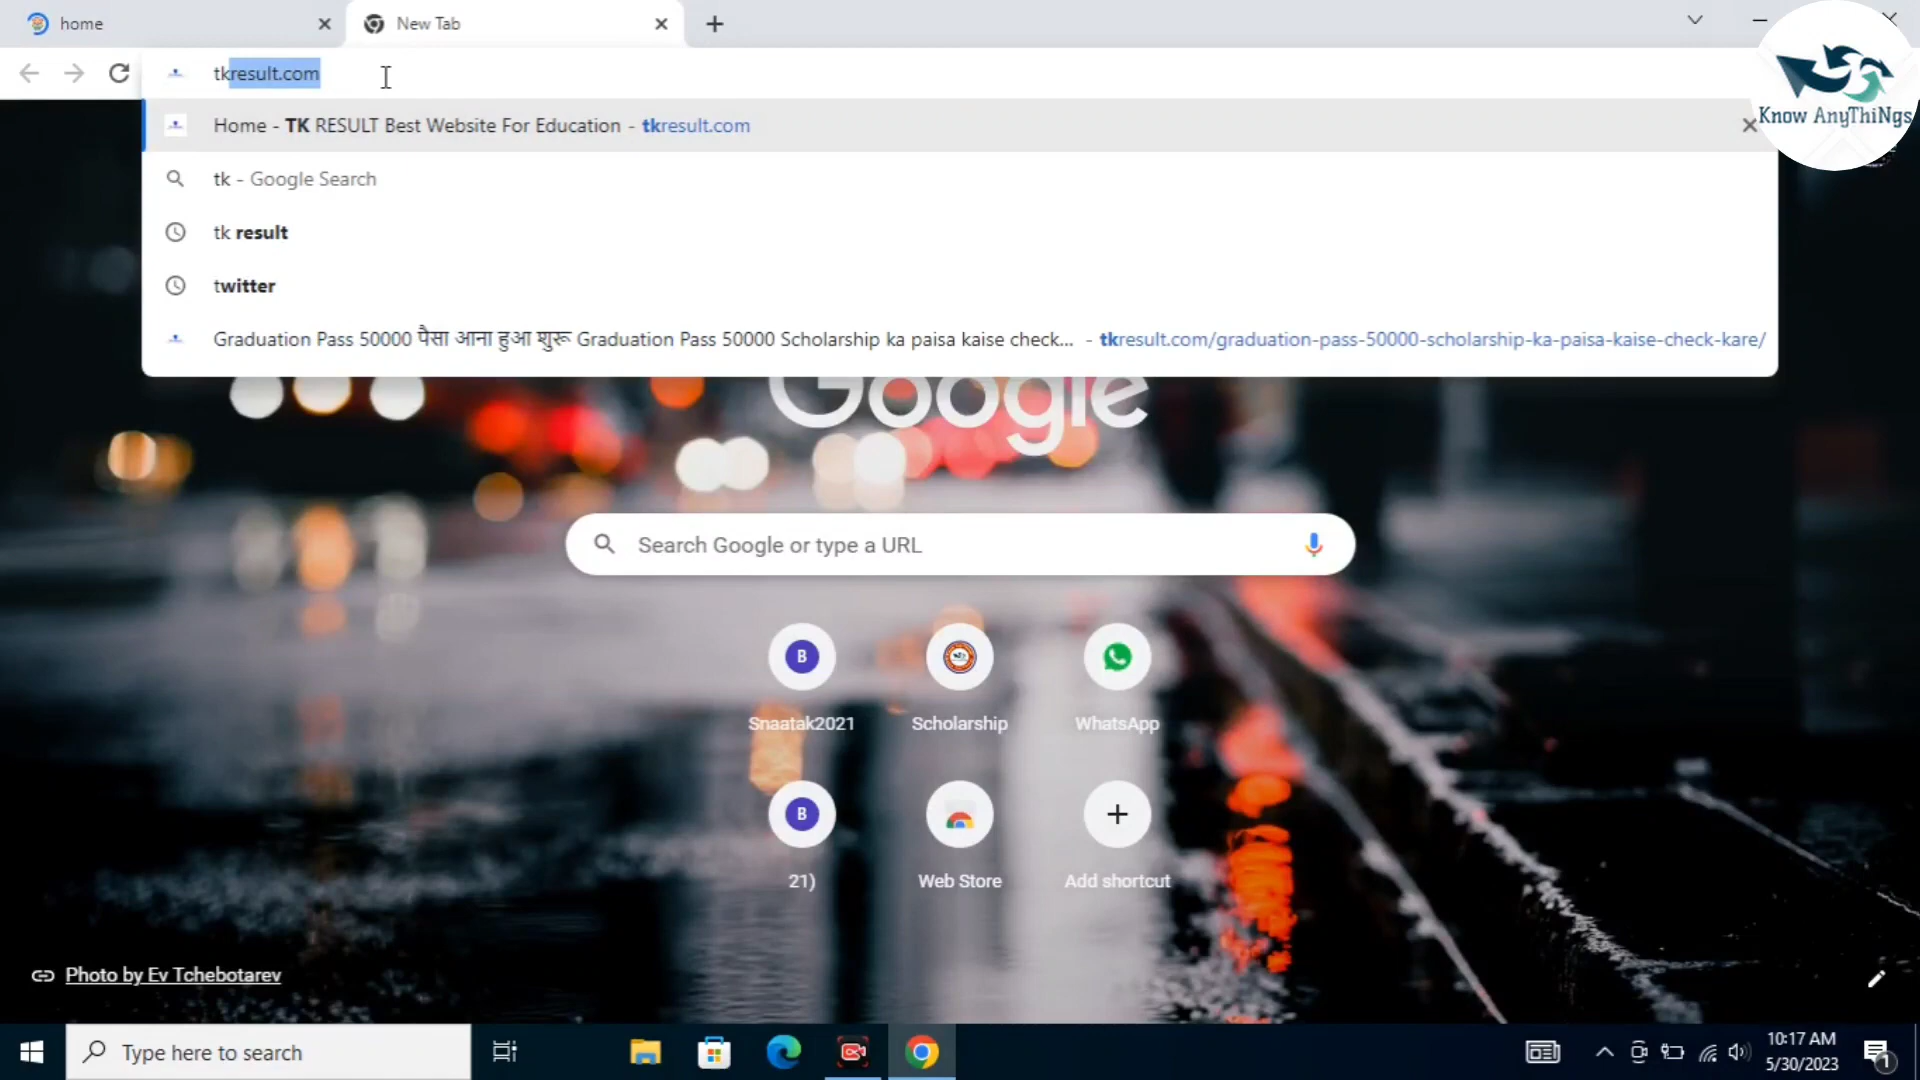 home
New Tab
tkresult.com
Home - TK RESULT Best Website For Education - tkresult.com
tk - Google Search
tk result
twitter
Graduation Pass 50000 पैसा आना हुआ शुरू Graduation Pass 50000 Scholarship ka paisa kaise check... - tkresult.com/graduation-pass-50000-scholarship-ka-paisa-kaise-check-kare/
Know AnyThiNgs
Google
Search Google or type a URL
B
Snaatak2021 Scholarship WhatsApp
B
21) Web Store Add shortcut
Photo by Ev Tchebotarev
Type here to search
10:17 AM
5/30/2023
1